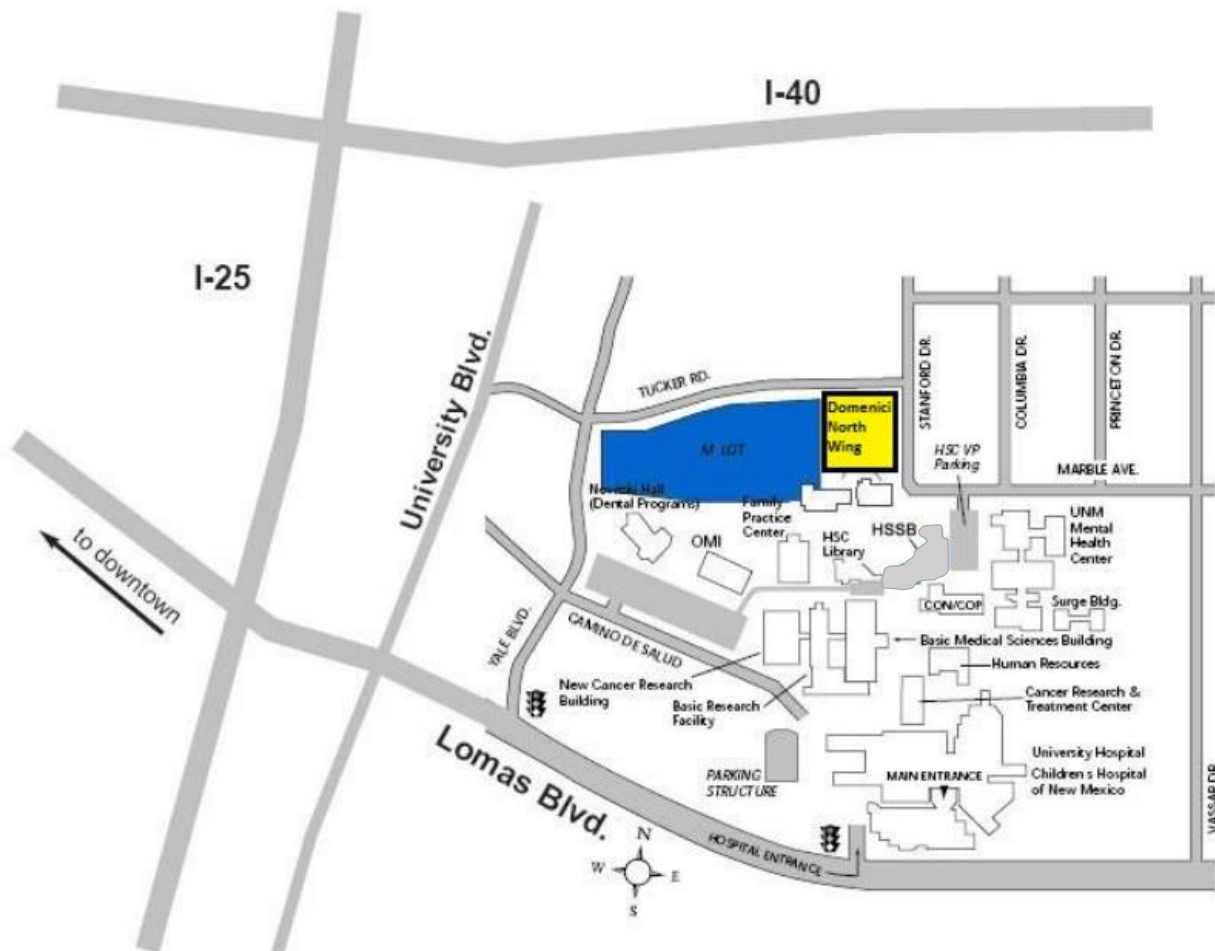 I-40
I-25
University Blvd.
TUCKER RD.
STANFORD DR.
COLUMBIA DR.
PRINCETON DR.
Domenici
North
Wing
M LOT
HSC VP
Parking
MARBLE AVE.
Novitski Hall
(Dental Programs)
Family
Practice
Center
OMI
HSC
Library
HSSB
UNM
Mental
Health
Center
to downtown
YALE BLVD.
CAMINO DE SALUD
CON/COP
Surge Bldg.
Basic Medical Sciences Building
Human Resources
New Cancer Research
Building
Basic Research
Facility
Cancer Research &
Treatment Center
University Hospital
Children's Hospital
of New Mexico
MAIN ENTRANCE
PARKING
STRUCTURE
Lomas Blvd.
HOSPITAL ENTRANCE
VASSAR DR.
N
W
E
S